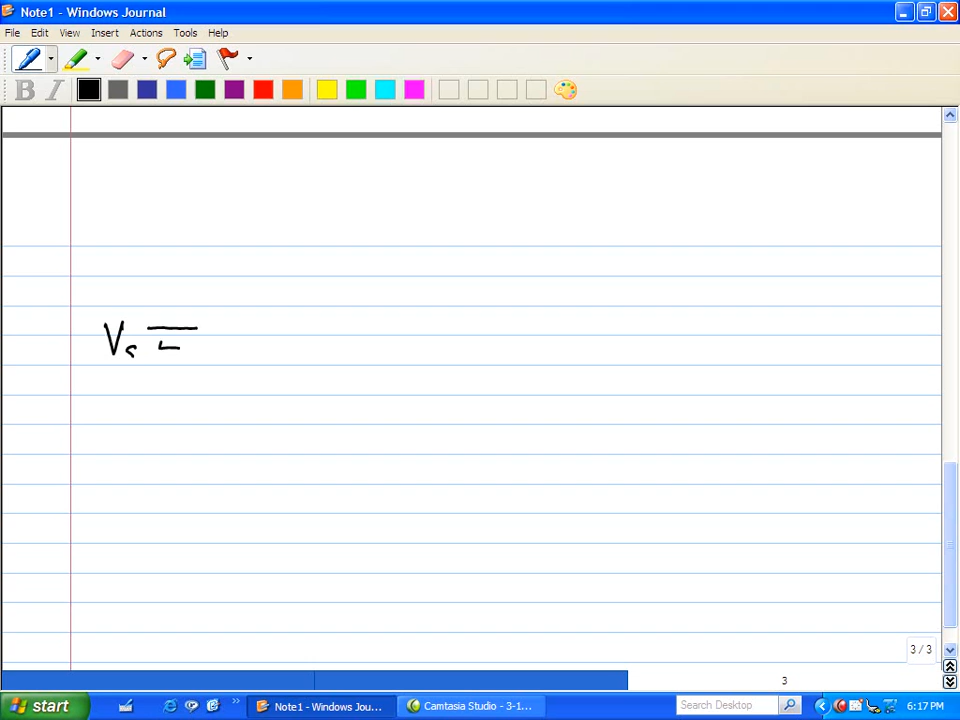 Note1 - Windows Journal
File Edit View Insert Actions Tools Help
B I
Vs
3 / 3
3
start
Note1 - Windows Jou...
Camtasia Studio - 3-1...
Search Desktop
6:17 PM